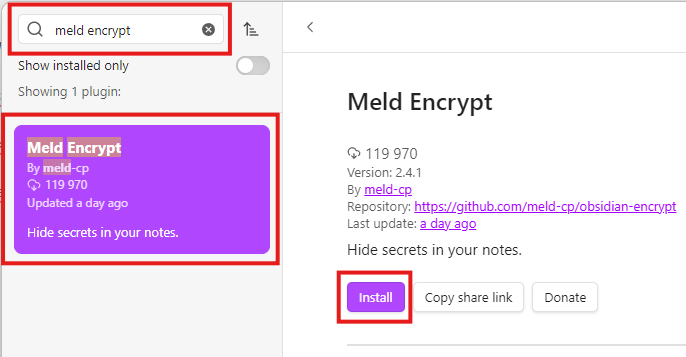 meld encrypt
Show installed only
Showing 1 plugin:
Meld Encrypt
By meld-cp
119 970
Updated a day ago
Hide secrets in your notes.
Meld Encrypt
119 970
Version: 2.4.1
By meld-cp
Repository: https://github.com/meld-cp/obsidian-encrypt
Last update: a day ago
Hide secrets in your notes.
Install
Copy share link
Donate